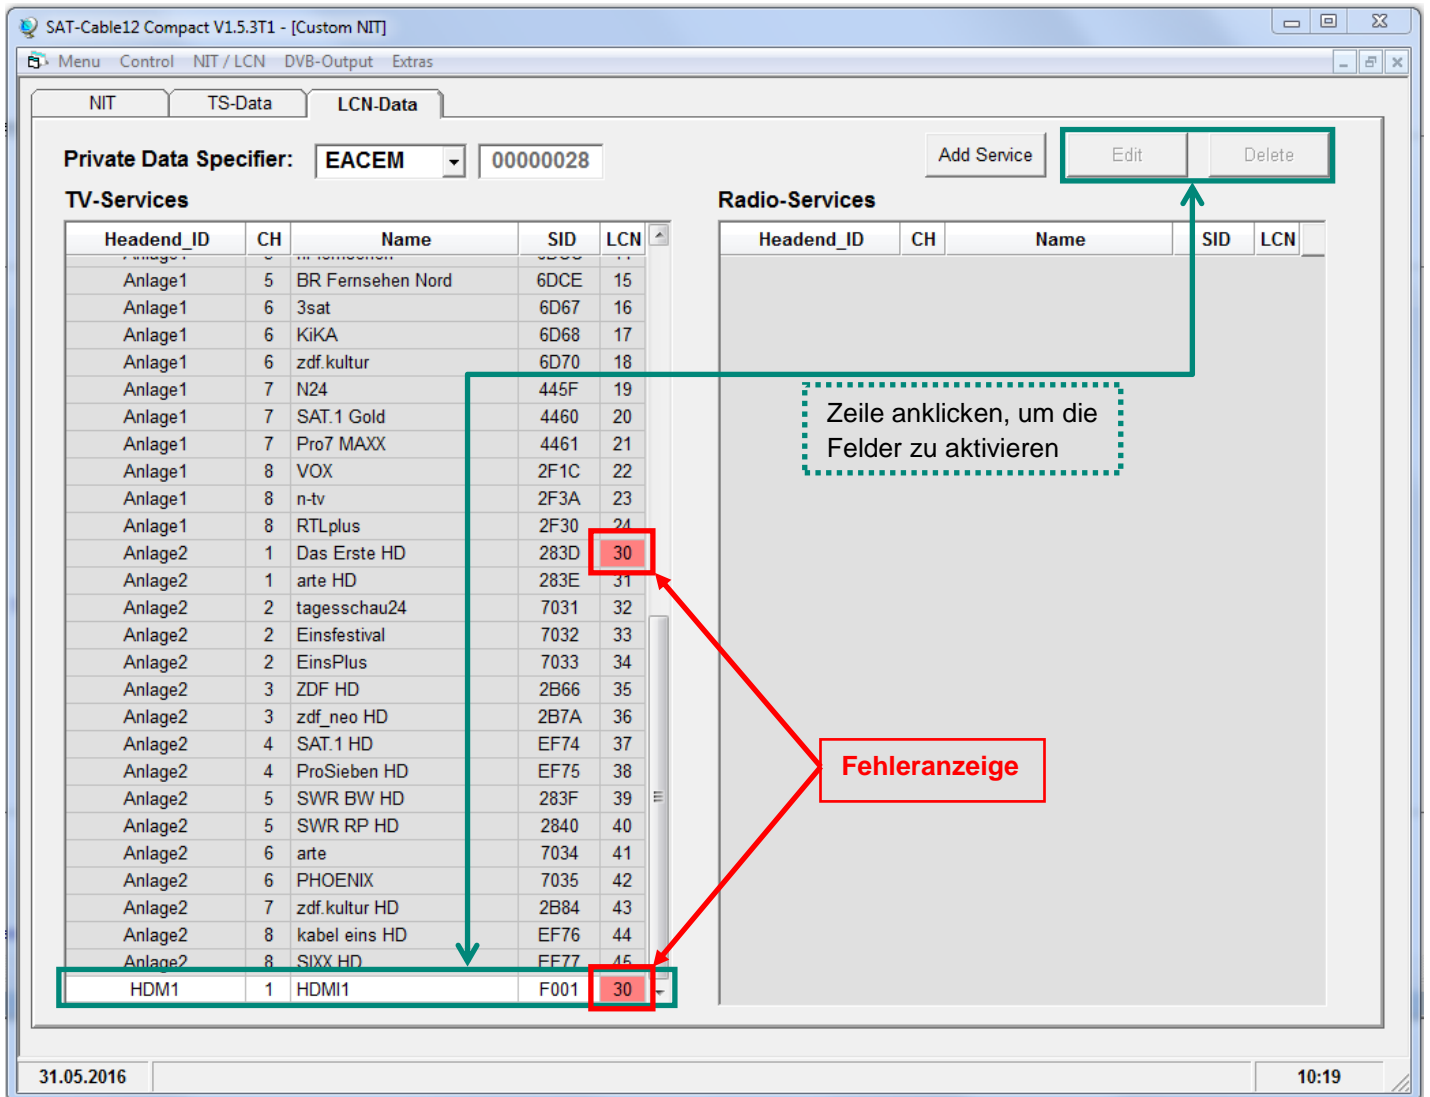 SAT-Cable12 Compact V1.5.3T1 - [Custom NIT]
Menu Control NIT / LCN DVB-Output Extras
NIT TS-Data LCN-Data
Private Data Specifier: EACEM 00000028 Add Service Edit Delete
TV-Services Radio-Services
Headend_ID CH Name SID LCN Headend_ID CH Name SID LCN
Anlage1 5 BR Fernsehen Nord 6DCE 15
Anlage1 6 3sat 6D67 16
Anlage1 6 KiKA 6D68 17
Anlage1 6 zdf.kultur 6D70 18
Anlage1 7 N24 445F 19
Anlage1 7 SAT.1 Gold 4460 20
Anlage1 7 Pro7 MAXX 4461 21
Anlage1 8 VOX 2F1C 22
Anlage1 8 n-tv 2F3A 23
Anlage1 8 RTLplus 2F30 24
Anlage2 1 Das Erste HD 283D 30
Anlage2 1 arte HD 283E 31
Anlage2 2 tagesschau24 7031 32
Anlage2 2 Einsfestival 7032 33
Anlage2 2 EinsPlus 7033 34
Anlage2 3 ZDF HD 2B66 35
Anlage2 3 zdf_neo HD 2B7A 36
Anlage2 4 SAT.1 HD EF74 37
Anlage2 4 ProSieben HD EF75 38
Anlage2 5 SWR BW HD 283F 39
Anlage2 5 SWR RP HD 2840 40
Anlage2 6 arte 7034 41
Anlage2 6 PHOENIX 7035 42
Anlage2 7 zdf.kultur HD 2B84 43
Anlage2 8 kabel eins HD EF76 44
Anlage2 8 SIXX HD EF77 45
HDM1 1 HDMI1 F001 30
Zeile anklicken, um die
Felder zu aktivieren
Fehleranzeige
31.05.2016 10:19